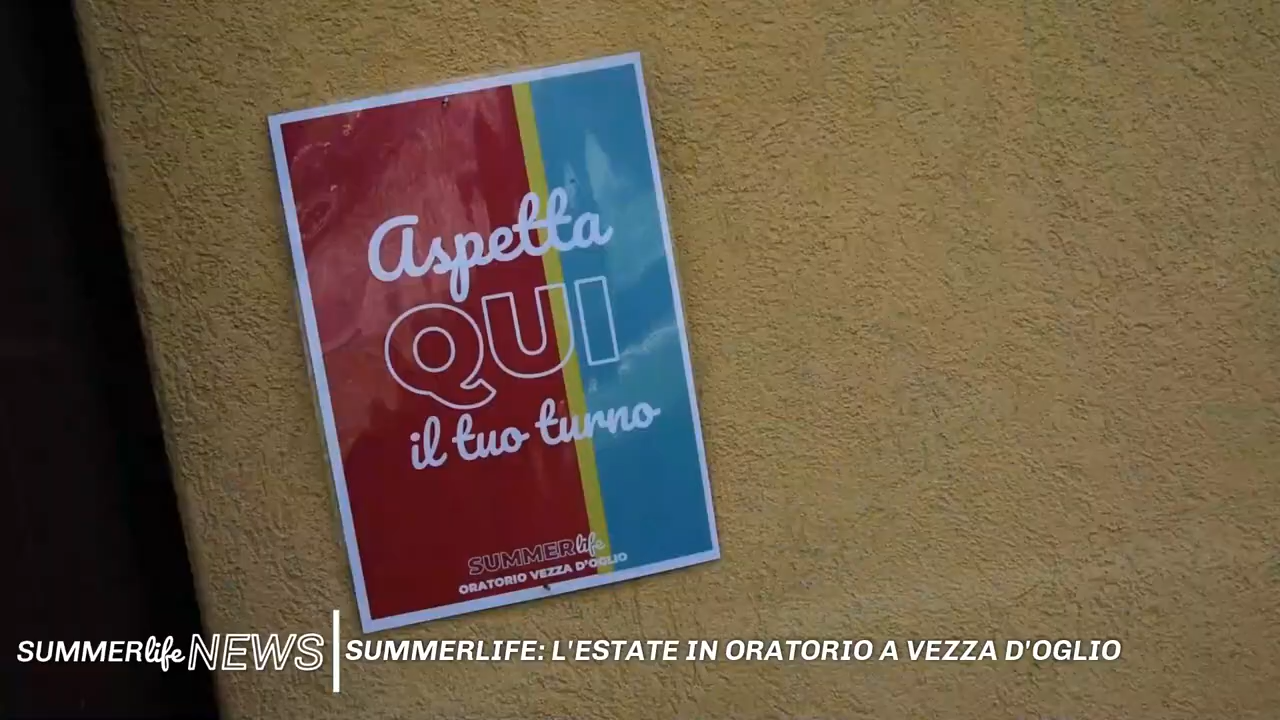 Aspetta
QUI
il tuo turno
SUMMERlife
ORATORIO VEZZA D'OGLIO
SUMMERlife NEWS
SUMMERLIFE: L'ESTATE IN ORATORIO A VEZZA D'OGLIO